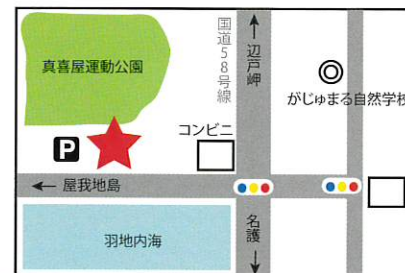 真喜屋運動公園
国道58号線
辺戸岬
がじゅまる自然学校
コンビニ
P
屋我地島
羽地内海
名護